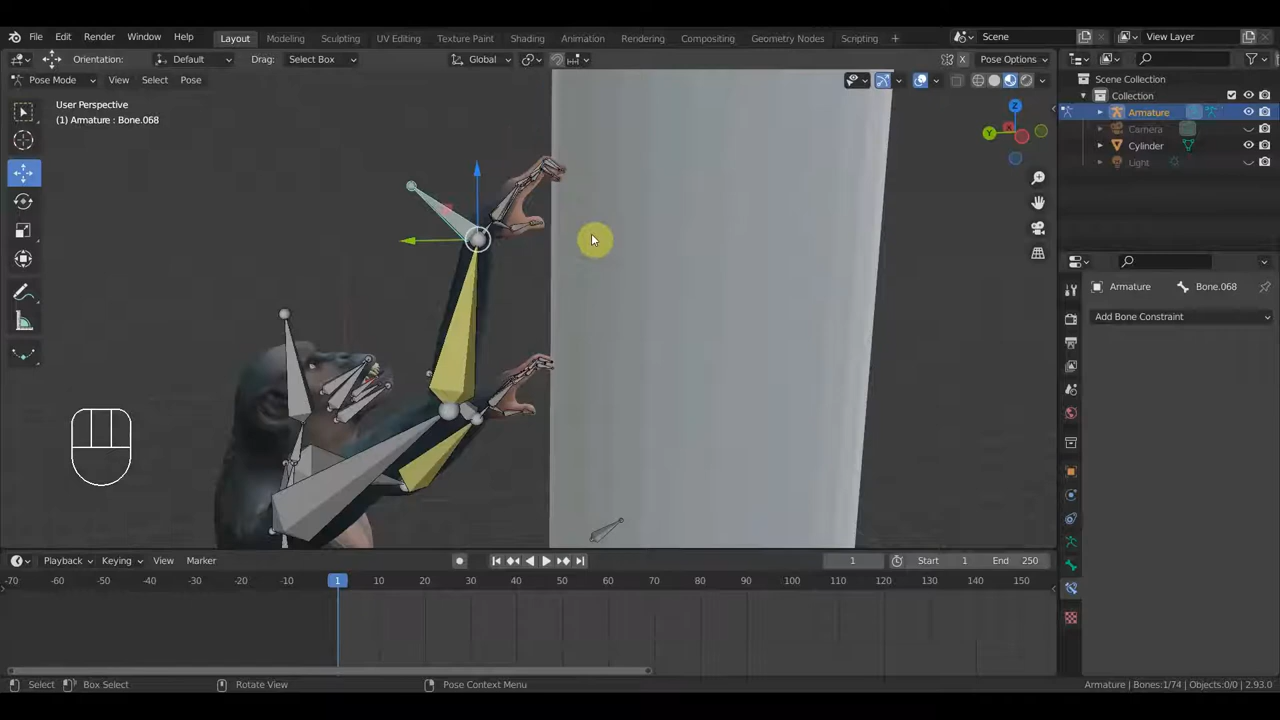 File Edit Render Window Help Layout Modeling Sculpting UV Editing Texture Paint Shading Animation Rendering Compositing Geometry Nodes Scripting + Scene View Layer
Orientation: Default Drag: Select Box Global Pose Options
Pose Mode View Select Pose
User Perspective
(1) Armature : Bone.068
Z
Y
X
Scene Collection
Collection
Armature
Camera
Cylinder
Light
Armature Bone.068
Add Bone Constraint
Playback Keying View Marker 1 Start 1 End 250
-70 -60 -50 -40 -30 -20 -10 1 10 20 30 40 50 60 70 80 90 100 110 120 130 140 150
Select Box Select Rotate View Pose Context Menu Armature | Bones:1/74 | Objects:0/0 | 2.93.0